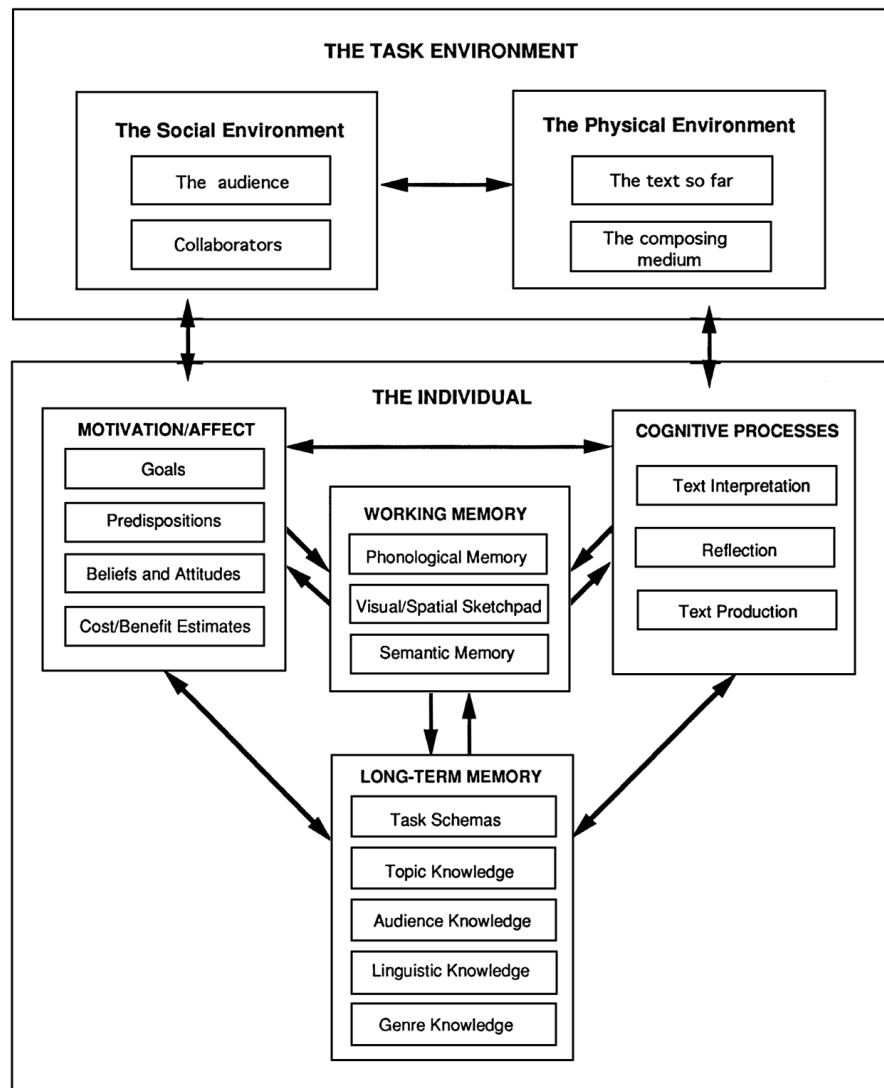 THE TASK ENVIRONMENT
The Social Environment
The audience
Collaborators
The Physical Environment
The text so far
The composing
medium
THE INDIVIDUAL
MOTIVATION/AFFECT
Goals
Predispositions
Beliefs and Attitudes
Cost/Benefit Estimates
WORKING MEMORY
Phonological Memory
Visual/Spatial Sketchpad
Semantic Memory
COGNITIVE PROCESSES
Text Interpretation
Reflection
Text Production
LONG-TERM MEMORY
Task Schemas
Topic Knowledge
Audience Knowledge
Linguistic Knowledge
Genre Knowledge